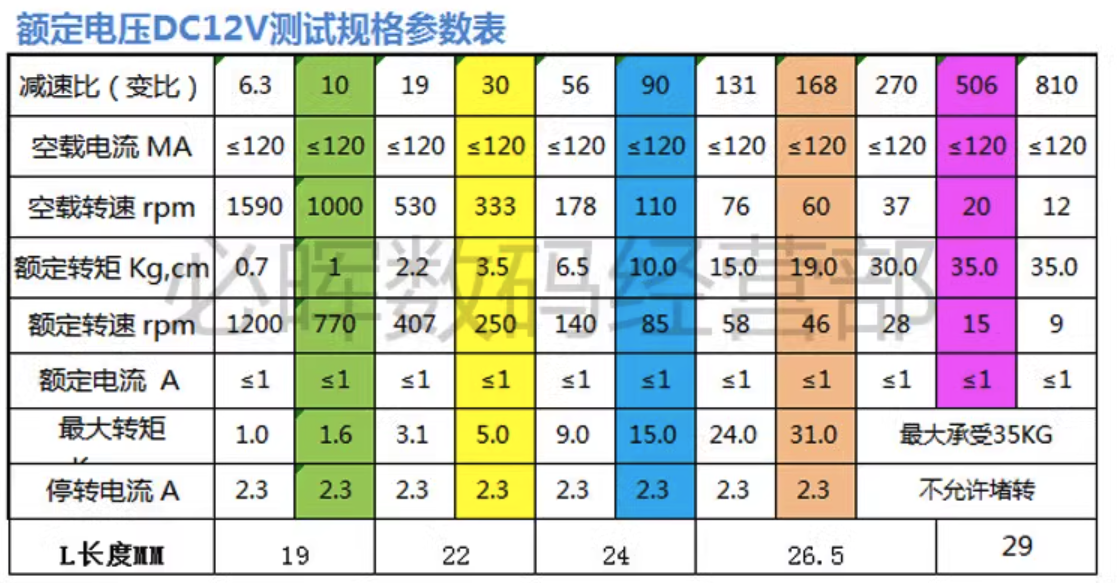 额定电压DC12V测试规格参数表
减速比（变比） 6.3 10 19 30 56 90 131 168 270 506 810
空载电流 MA ≤120 ≤120 ≤120 ≤120 ≤120 ≤120 ≤120 ≤120 ≤120 ≤120 ≤120
空载转速 rpm 1590 1000 530 333 178 110 76 60 37 20 12
额定转矩 Kg,cm 0.7 1 2.2 3.5 6.5 10.0 15.0 19.0 30.0 35.0 35.0
必晖数码经营部
额定转速 rpm 1200 770 407 250 140 85 58 46 28 15 9
额定电流 A ≤1 ≤1 ≤1 ≤1 ≤1 ≤1 ≤1 ≤1 ≤1 ≤1 ≤1
最大转矩 1.0 1.6 3.1 5.0 9.0 15.0 24.0 31.0 最大承受35KG
停转电流 A 2.3 2.3 2.3 2.3 2.3 2.3 2.3 2.3 不允许堵转
L长度MM 19 22 24 26.5 29